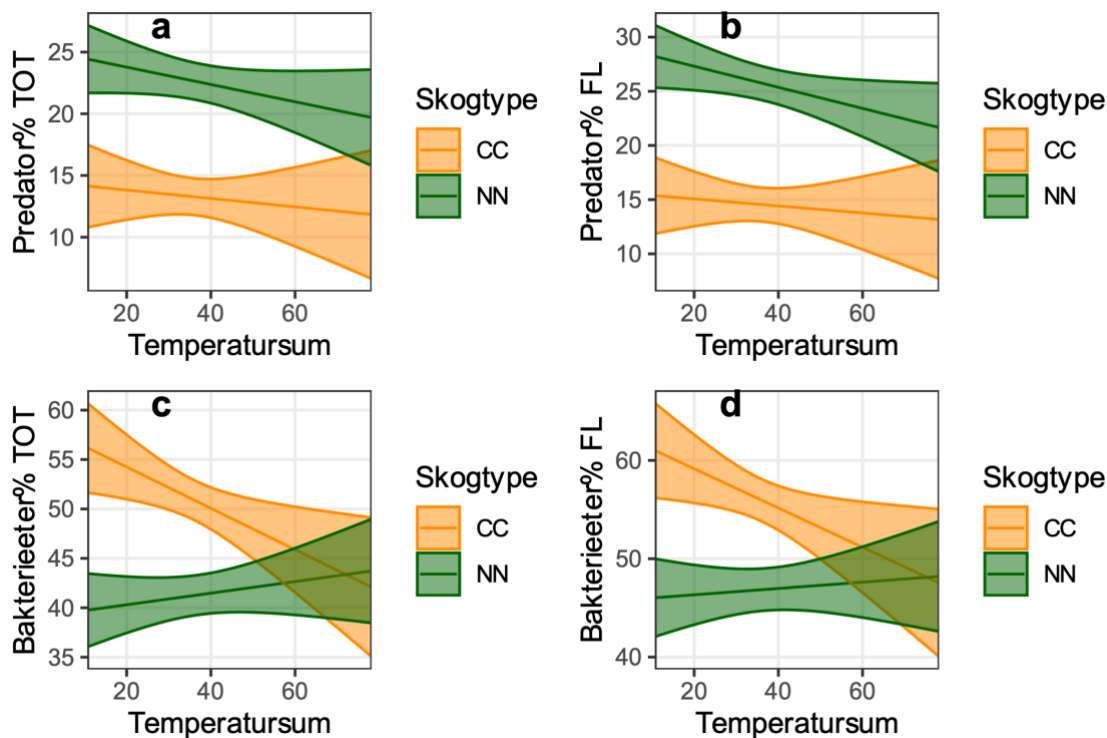 a
25
20
15
10
Predator% TOT
20 40 60
Temperatursum
Skogtype
CC
NN
b
30
25
20
15
10
Predator% FL
20 40 60
Temperatursum
Skogtype
CC
NN
c
60
55
50
45
40
35
Bakterieeter% TOT
20 40 60
Temperatursum
Skogtype
CC
NN
d
60
50
40
Bakterieeter% FL
20 40 60
Temperatursum
Skogtype
CC
NN